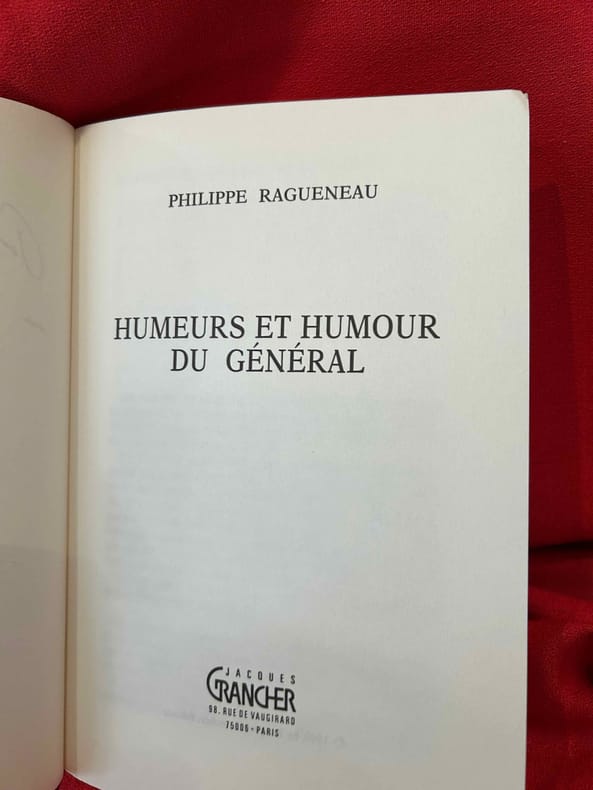 PHILIPPE RAGUENEAU
HUMEURS ET HUMOUR
DU GÉNÉRAL
JACQUES
GRANCHER
98, RUE DE VAUGIRARD
75006 - PARIS